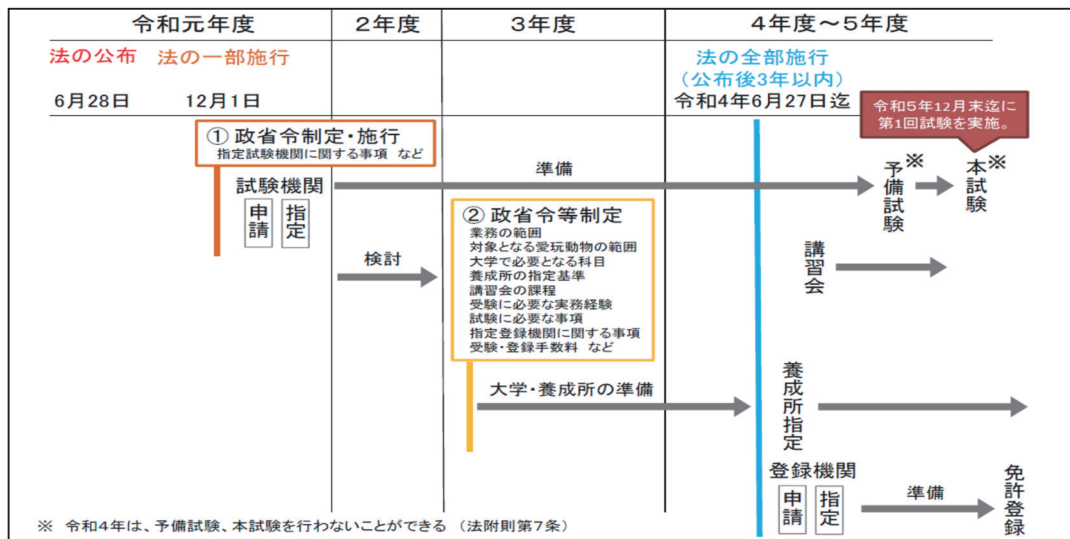 令和元年度
2年度
3年度
4年度～5年度
法の公布
法の一部施行
法の全部施行
(公布後3年以内)
6月28日
12月1日
令和4年6月27日迄
令和5年12月末迄に
第1回試験を実施。
① 政省令制定・施行
指定試験機関に関する事項 など
試験機関
申請
指定
準備
予備試験※
本試験※
② 政省令等制定
業務の範囲
対象となる愛玩動物の範囲
大学で必要となる科目
養成所の指定基準
講習会の課程
受験に必要な実務経験
試験に必要な事項
指定登録機関に関する事項
受験・登録手数料 など
検討
講習会
大学・養成所の準備
養成所指定
登録機関
申請
指定
準備
免許登録
※ 令和4年は、予備試験、本試験を行わないことができる (法附則第7条)